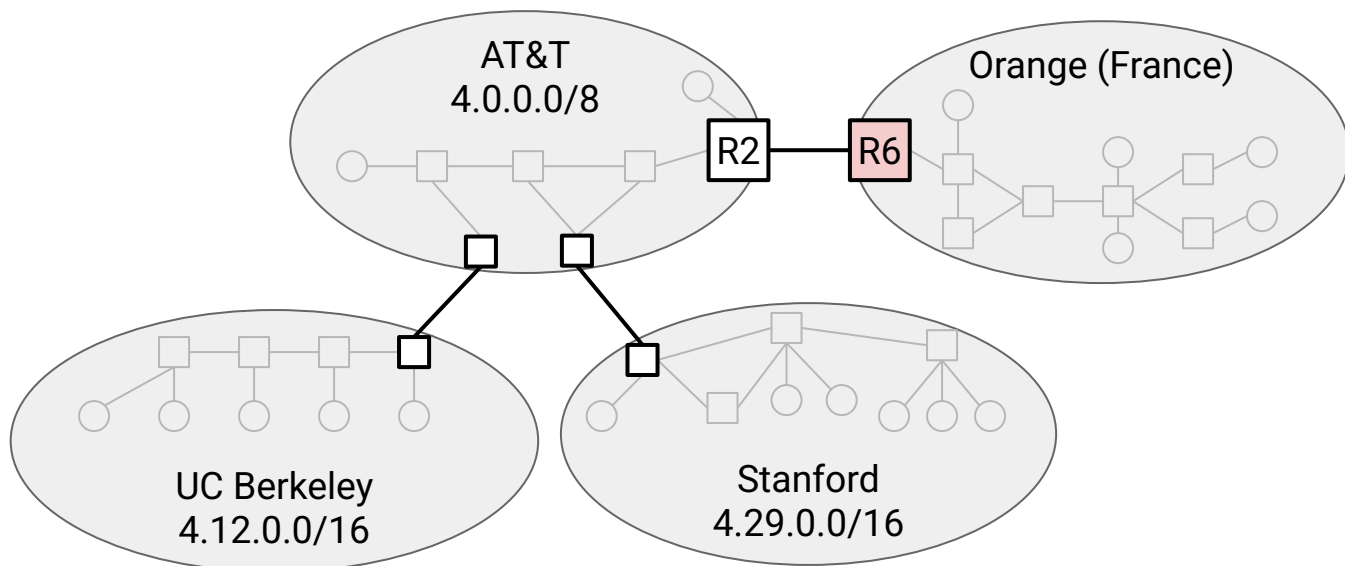 AT&T
4.0.0.0/8
Orange (France)
R2
R6
UC Berkeley
4.12.0.0/16
Stanford
4.29.0.0/16